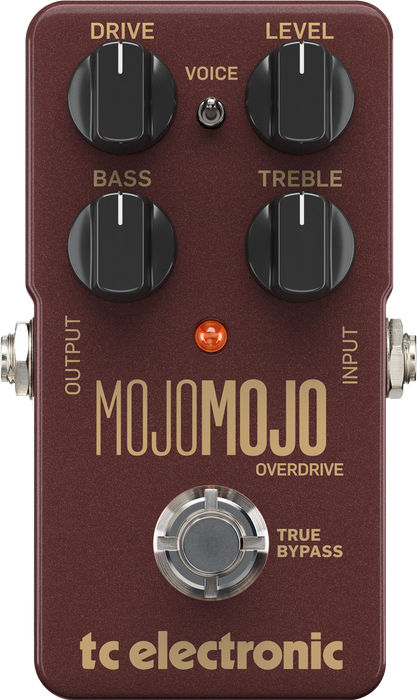 DRIVE
VOICE
LEVEL
BASS
TREBLE
OUTPUT
INPUT
MOJOMOJO
OVERDRIVE
TRUE
BYPASS
tc electronic